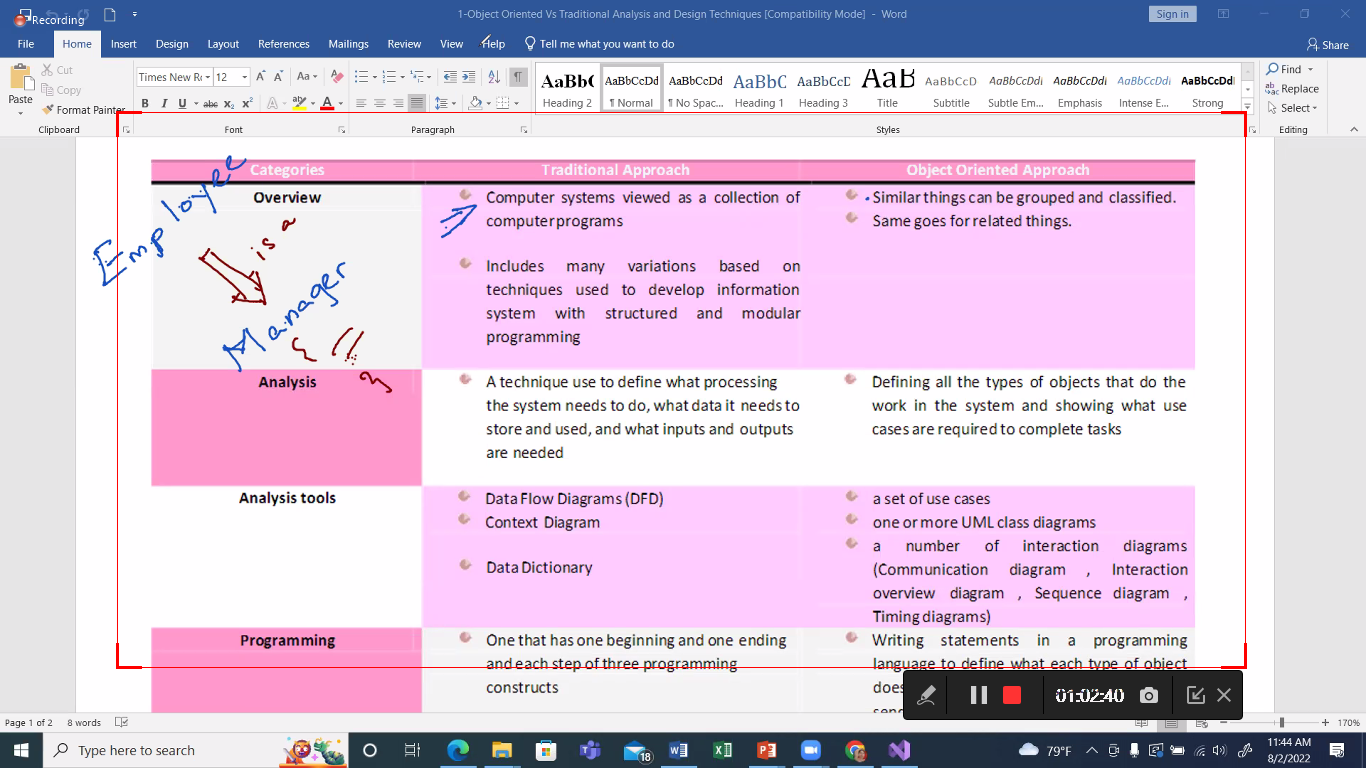 Recording
1-Object Oriented Vs Traditional Analysis and Design Techniques [Compatibility Mode] - Word
Sign in
File Home Insert Design Layout References Mailings Review View Help Tell me what you want to do Share
Paste
Cut
Copy
Format Painter
Clipboard
Times New Ro 12
Aa
B I U abc x₂ x² A A
Font
Paragraph
AaBbC AaBbCcDd AaBbCcDd AaBbC AaBbCcD AaB AaBbCcD AaBbCcDd AaBbCcDd AaBbCcDd AaBbCcDd
Heading 2 ¶ Normal ¶ No Spac... Heading 1 Heading 3 Title Subtitle Subtle Em... Emphasis Intense E... Strong
Styles
Find
Replace
Select
Editing
Categories Traditional Approach Object Oriented Approach
Overview
Computer systems viewed as a collection of
computer programs
Includes many variations based on
techniques used to develop information
system with structured and modular
programming
Similar things can be grouped and classified.
Same goes for related things.
Employee
is a
Manager
Analysis
A technique use to define what processing
the system needs to do, what data it needs to
store and used, and what inputs and outputs
are needed
Defining all the types of objects that do the
work in the system and showing what use
cases are required to complete tasks
Analysis tools
Data Flow Diagrams (DFD)
Context Diagram
Data Dictionary
a set of use cases
one or more UML class diagrams
a number of interaction diagrams
(Communication diagram , Interaction
overview diagram , Sequence diagram ,
Timing diagrams)
Programming
One that has one beginning and one ending
and each step of three programming
constructs
Writing statements in a programming
language to define what each type of object
does
01:02:40
Page 1 of 2 8 words
170%
Type here to search
18
79°F
11:44 AM
8/2/2022